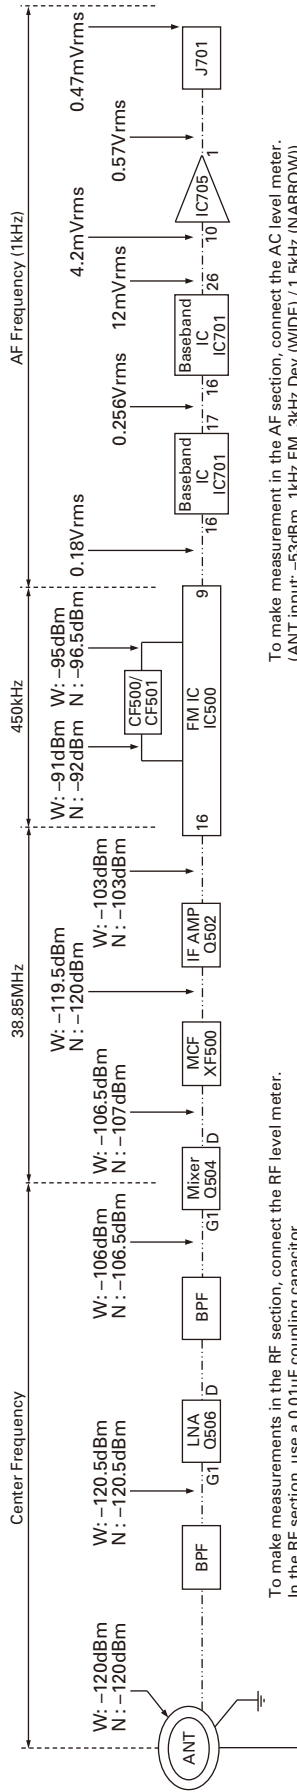 Center Frequency
38.85MHz
450kHz
AF Frequency (1kHz)
W: –120dBm
N : –120dBm
W: –120.5dBm
N : –120.5dBm
W: –106dBm
N : –106.5dBm
W: –106.5dBm
N : –107dBm
W: –119.5dBm
N : –120dBm
W: –103dBm
N : –103dBm
W: –91dBm
N : –92dBm
W: –95dBm
N : –96.5dBm
0.18Vrms
0.256Vrms
12mVrms
4.2mVrms
0.57Vrms
0.47mVrms
ANT
BPF
G1
LNA
Q506
D
BPF
G1
Mixer
Q504
D
MCF
XF500
IF AMP
Q502
16
CF500/
CF501
FM IC
IC500
9
16
Baseband
IC
IC701
17
16
Baseband
IC
IC701
26
10
IC705
1
J701
To make measurements in the RF section, connect the RF level meter.
In the RF section, use a 0.01µF coupling capacitor.
To make measurement in the AF section, connect the AC level meter.
(ANT input: –53dBm, 1kHz FM, 3kHz Dev (WIDE) / 1.5kHz (NARROW))